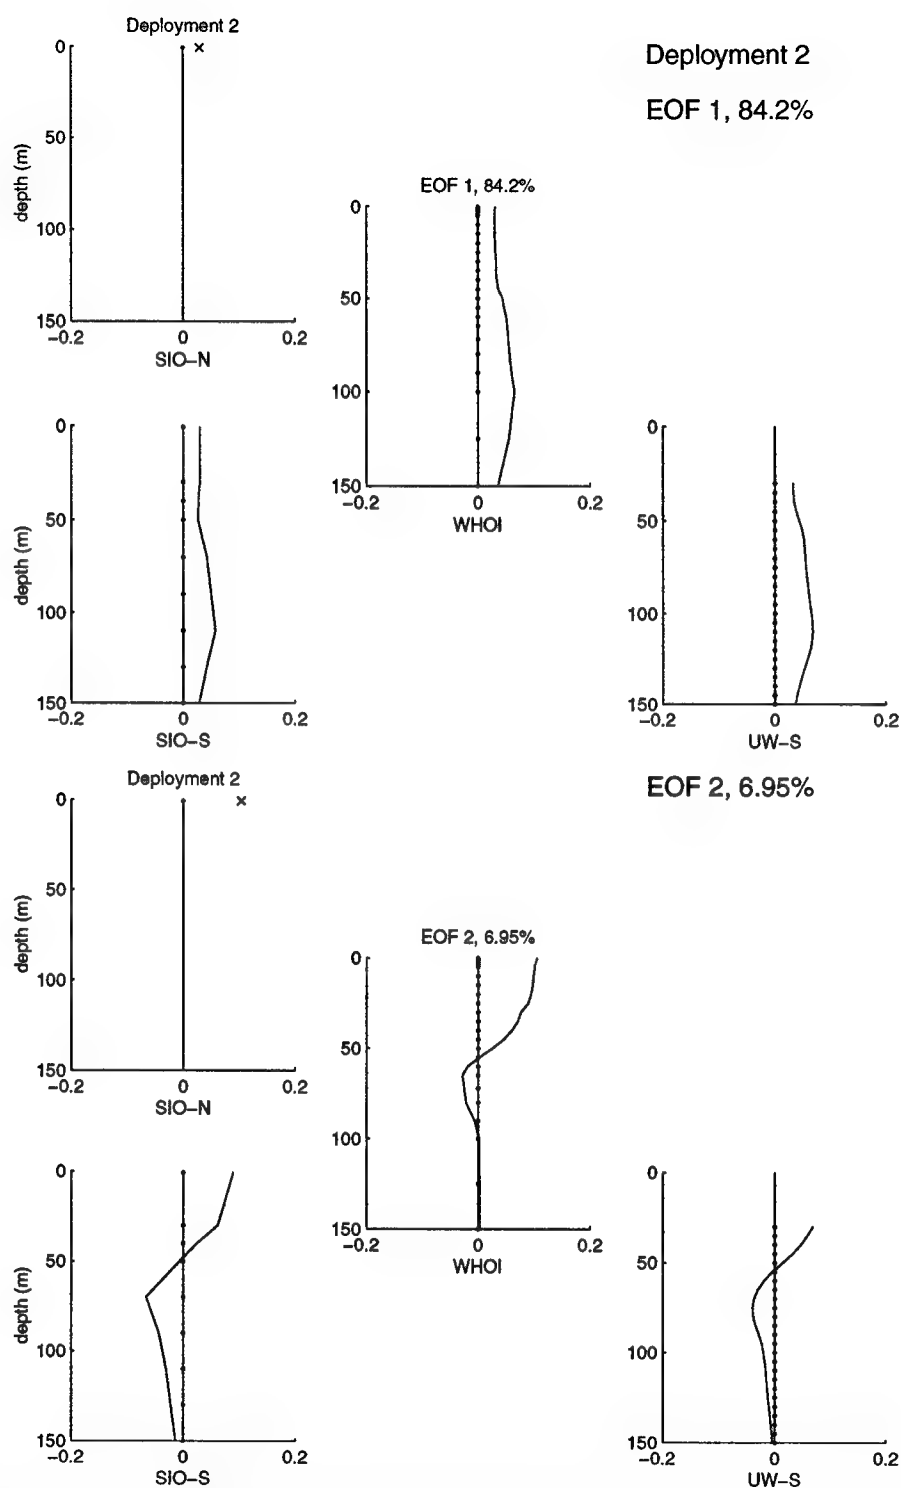 Deployment 2
0
50
100
150
depth (m)
-0.2
0
0.2
SIO-N
Deployment 2
EOF 1, 84.2%
EOF 1, 84.2%
0
50
100
150
-0.2
0
0.2
WHOI
0
50
100
150
depth (m)
-0.2
0
0.2
SIO-S
0
50
100
150
-0.2
0
0.2
UW-S
Deployment 2
0
50
100
150
depth (m)
-0.2
0
0.2
SIO-N
EOF 2, 6.95%
EOF 2, 6.95%
0
50
100
150
-0.2
0
0.2
WHOI
0
50
100
150
depth (m)
-0.2
0
0.2
SIO-S
0
50
100
150
-0.2
0
0.2
UW-S